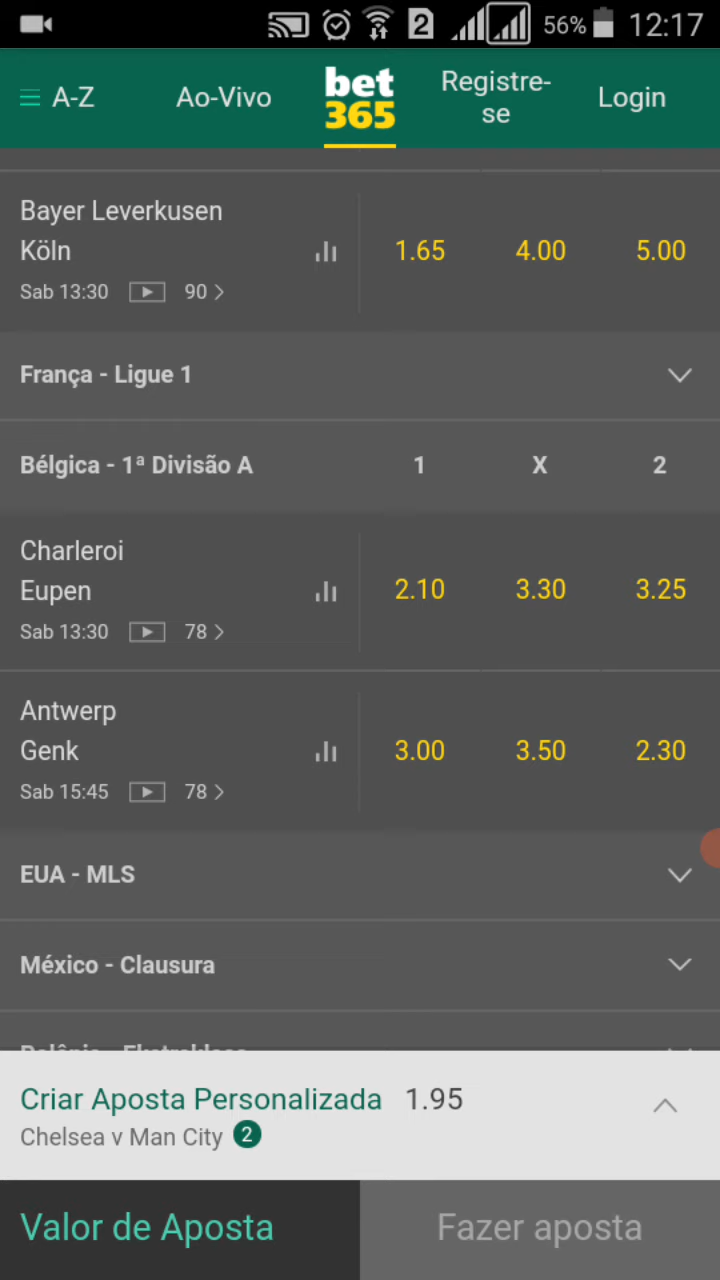 2 56% 12:17
A-Z Ao-Vivo bet365 Registre-se Login
Bayer Leverkusen
Köln 1.65 4.00 5.00
Sab 13:30 90 >
França - Ligue 1
Bélgica - 1ª Divisão A 1 X 2
Charleroi
Eupen 2.10 3.30 3.25
Sab 13:30 78 >
Antwerp
Genk 3.00 3.50 2.30
Sab 15:45 78 >
EUA - MLS
México - Clausura
Criar Aposta Personalizada 1.95
Chelsea v Man City 2
Valor de Aposta Fazer aposta